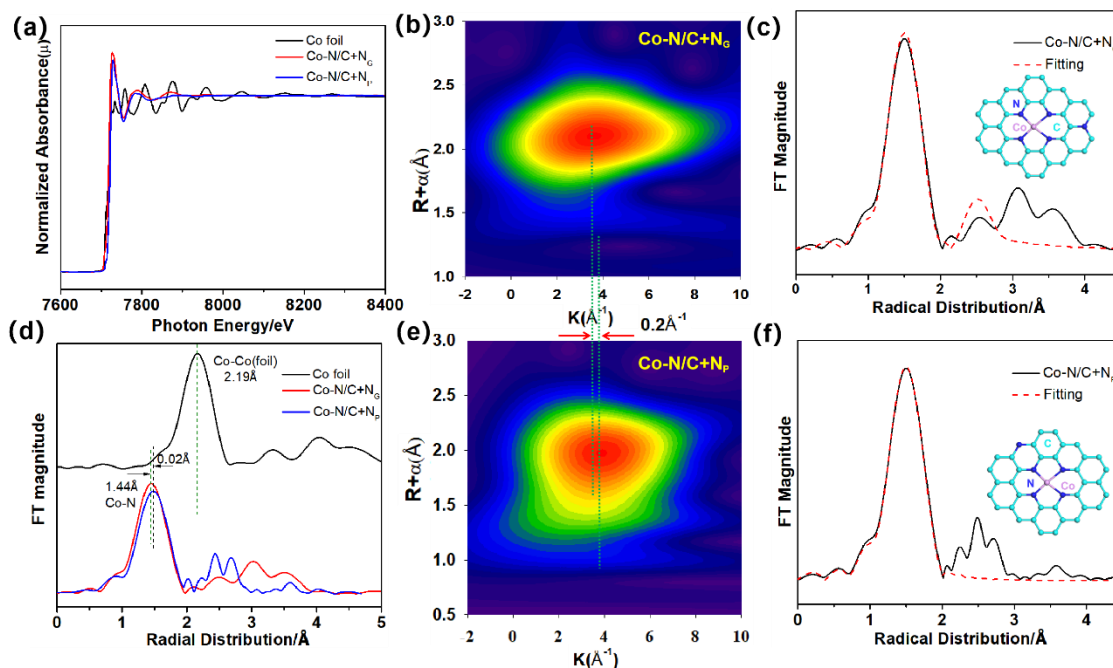 (a)
Normalized Absorbance(μ)
Co foil
Co-N/C+N_G
Co-N/C+N_P
7600 7800 8000 8200 8400
Photon Energy/eV
(b)
Co-N/C+N_G
R+α(Å)
3.0
2.5
2.0
1.5
1.0
-2 0 2 4 6 8 10
K(Å⁻¹)
(c)
Co-N/C+N
Fitting
N
Co
C
FT Magnitude
0 1 2 3 4
Radical Distribution/Å
(d)
FT magnitude
Co-Co(foil)
2.19Å
Co foil
Co-N/C+N_G
Co-N/C+N_P
0.02Å
1.44Å
Co-N
0 1 2 3 4 5
Radial Distribution/Å
0.2Å⁻¹
(e)
Co-N/C+N_P
R+α(Å)
3.0
2.5
2.0
1.5
1.0
0.5
-2 0 2 4 6 8 10
K(Å⁻¹)
(f)
Co-N/C+N
Fitting
C
N
Co
FT Magnitude
0 1 2 3 4
Radical Distribution/Å